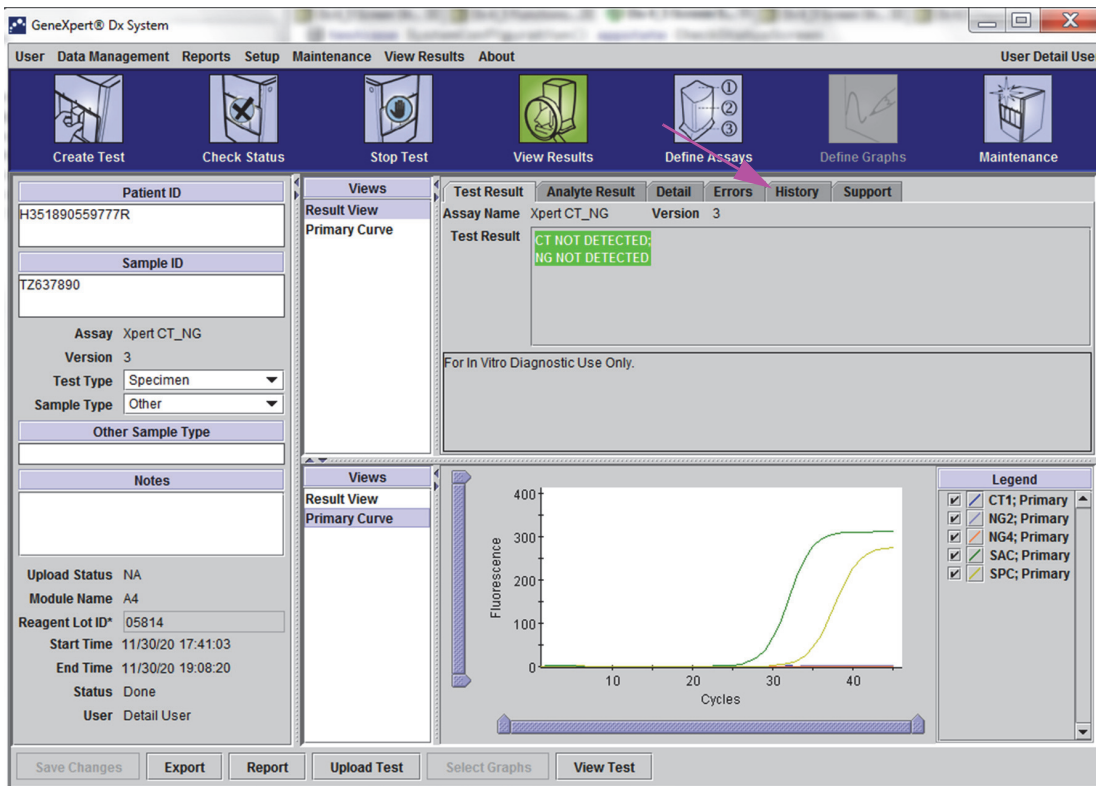 GeneXpert® Dx System
User Data Management Reports Setup Maintenance View Results About User Detail Use
Create Test Check Status Stop Test View Results Define Assays Define Graphs Maintenance
1
2
3
Patient ID
H351890559777R
Sample ID
TZ637890
Assay Xpert CT_NG
Version 3
Test Type Specimen
Sample Type Other
Other Sample Type
Notes
Upload Status NA
Module Name A4
Reagent Lot ID* 05814
Start Time 11/30/20 17:41:03
End Time 11/30/20 19:08:20
Status Done
User Detail User
Views
Result View
Primary Curve
Test Result Analyte Result Detail Errors History Support
Assay Name Xpert CT_NG Version 3
Test Result CT NOT DETECTED;
NG NOT DETECTED
For In Vitro Diagnostic Use Only.
Views
Result View
Primary Curve
Fluorescence
400
300
200
100
0
10 20 30 40
Cycles
Legend
CT1; Primary
NG2; Primary
NG4; Primary
SAC; Primary
SPC; Primary
Save Changes Export Report Upload Test Select Graphs View Test